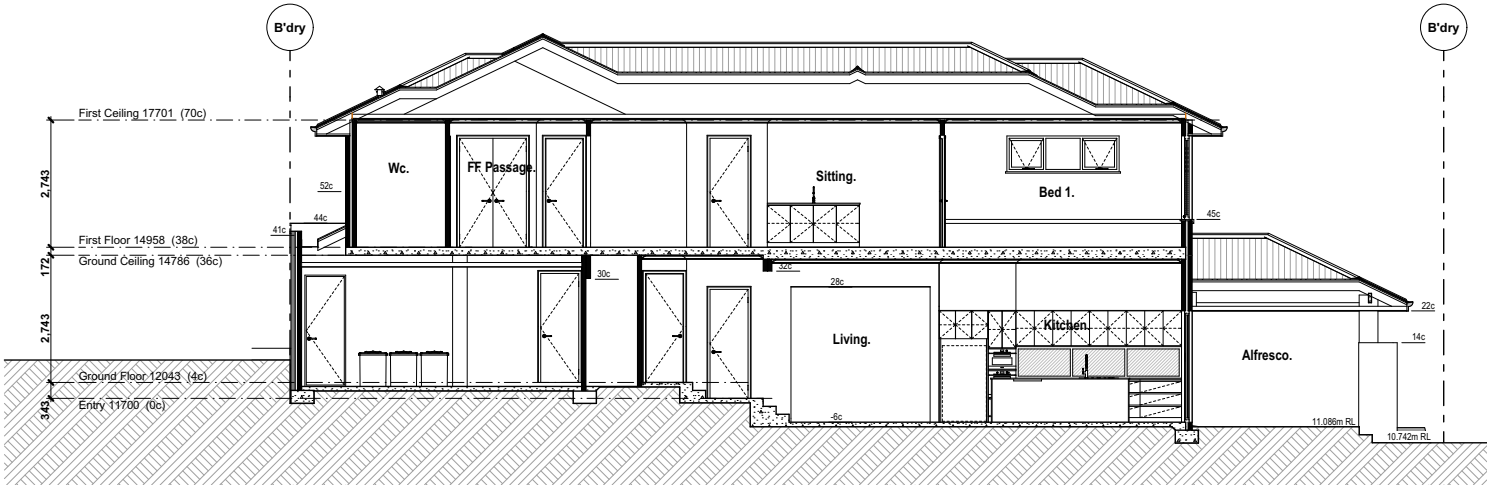 B'dry
B'dry
First Ceiling 17701 (70c)
Wc.
FF. Passage.
Sitting.
Bed 1.
2,743
52c
44c
45c
41c
First Floor 14958 (38c)
Ground Ceiling 14786 (36c)
172
30c
32c
28c
22c
2,743
Kitchen.
Living.
14c
Alfresco.
Ground Floor 12043 (4c)
343
Entry 11700 (0c)
-6c
11.086m RL
10.742m RL